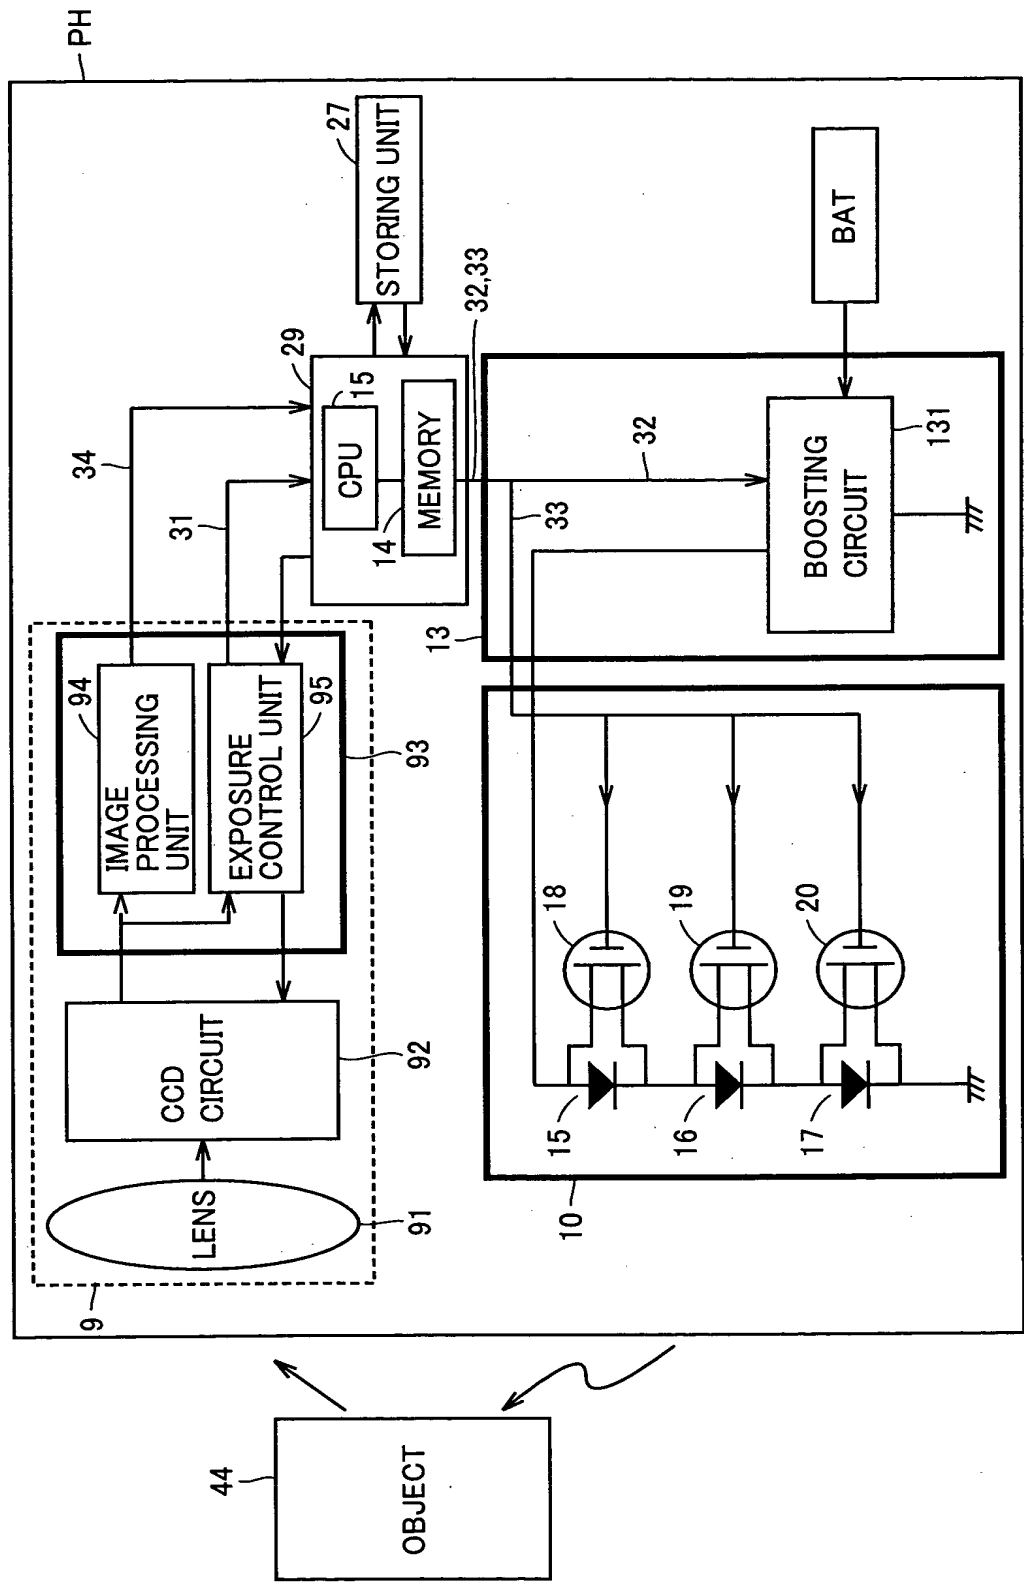 PH
9
LENS
91
CCD
CIRCUIT
92
94
IMAGE
PROCESSING
UNIT
EXPOSURE
CONTROL UNIT
95
93
34
31
29
CPU
15
14
MEMORY
27
STORING UNIT
32,33
13
33
32
BOOSTING
CIRCUIT
131
BAT
10
15
16
17
18
19
20
44
OBJECT